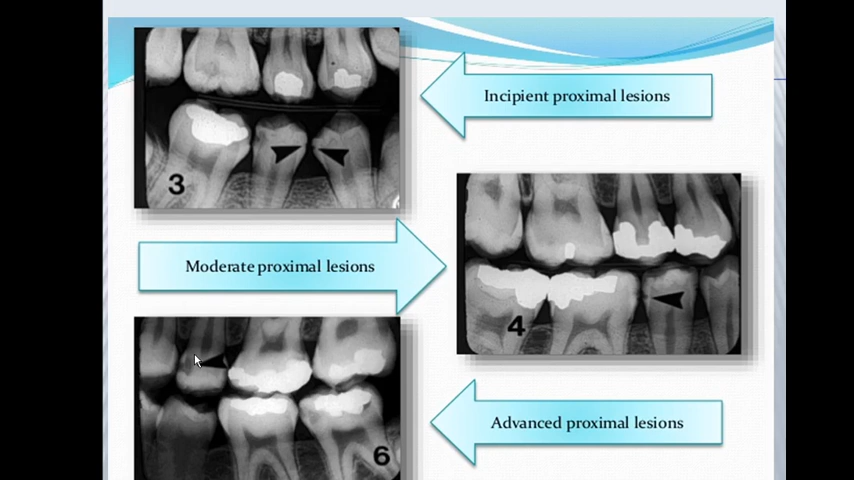 Incipient proximal lesions
3
Moderate proximal lesions
4
Advanced proximal lesions
6